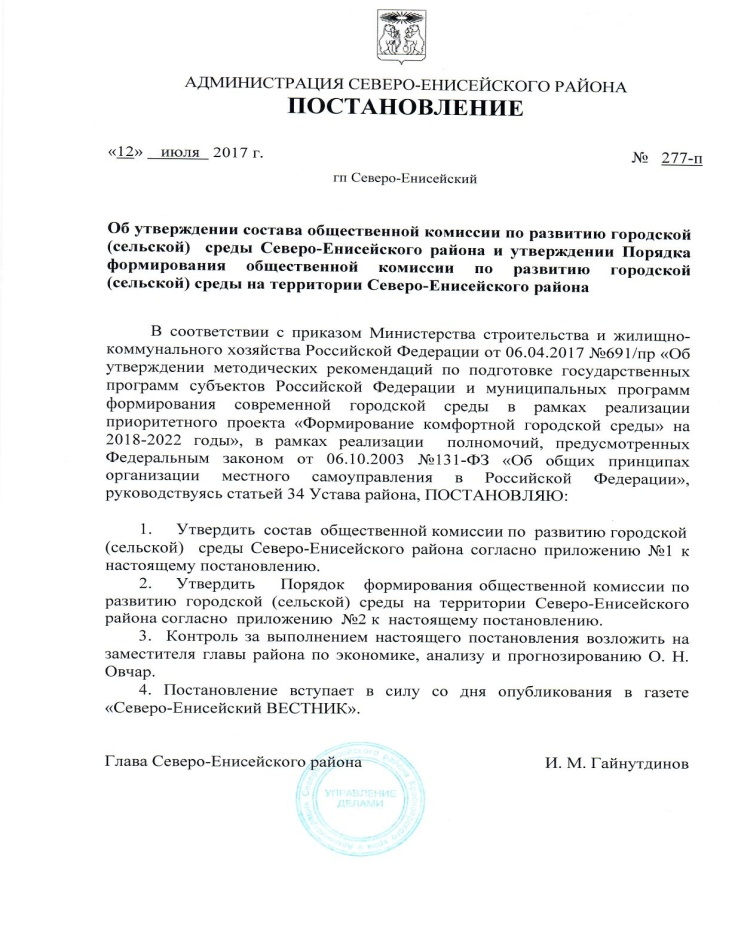 АДМИНИСТРАЦИЯ СЕВЕРО-ЕНИСЕЙСКОГО РАЙОНА
ПОСТАНОВЛЕНИЕ
«12» июля 2017 г. № 277-п
гп Северо-Енисейский
Об утверждении состава общественной комиссии по развитию городской
(сельской) среды Северо-Енисейского района и утверждении Порядка
формирования общественной комиссии по развитию городской
(сельской) среды на территории Северо-Енисейского района
В соответствии с приказом Министерства строительства и жилищно-
коммунального хозяйства Российской Федерации от 06.04.2017 №691/пр «Об
утверждении методических рекомендаций по подготовке государственных
программ субъектов Российской Федерации и муниципальных программ
формирования современной городской среды в рамках реализации
приоритетного проекта «Формирование комфортной городской среды» на
2018-2022 годы», в рамках реализации полномочий, предусмотренных
Федеральным законом от 06.10.2003 №131-ФЗ «Об общих принципах
организации местного самоуправления в Российской Федерации»,
руководствуясь статьей 34 Устава района, ПОСТАНОВЛЯЮ:
1. Утвердить состав общественной комиссии по развитию городской
(сельской) среды Северо-Енисейского района согласно приложению №1 к
настоящему постановлению.
2. Утвердить Порядок формирования общественной комиссии по
развитию городской (сельской) среды на территории Северо-Енисейского
района согласно приложению №2 к настоящему постановлению.
3. Контроль за выполнением настоящего постановления возложить на
заместителя главы района по экономике, анализу и прогнозированию О. Н.
Овчар.
4. Постановление вступает в силу со дня опубликования в газете
«Северо-Енисейский ВЕСТНИК».
Глава Северо-Енисейского района И. М. Гайнутдинов
УПРАВЛЕНИЕ
ДЕЛАМИ